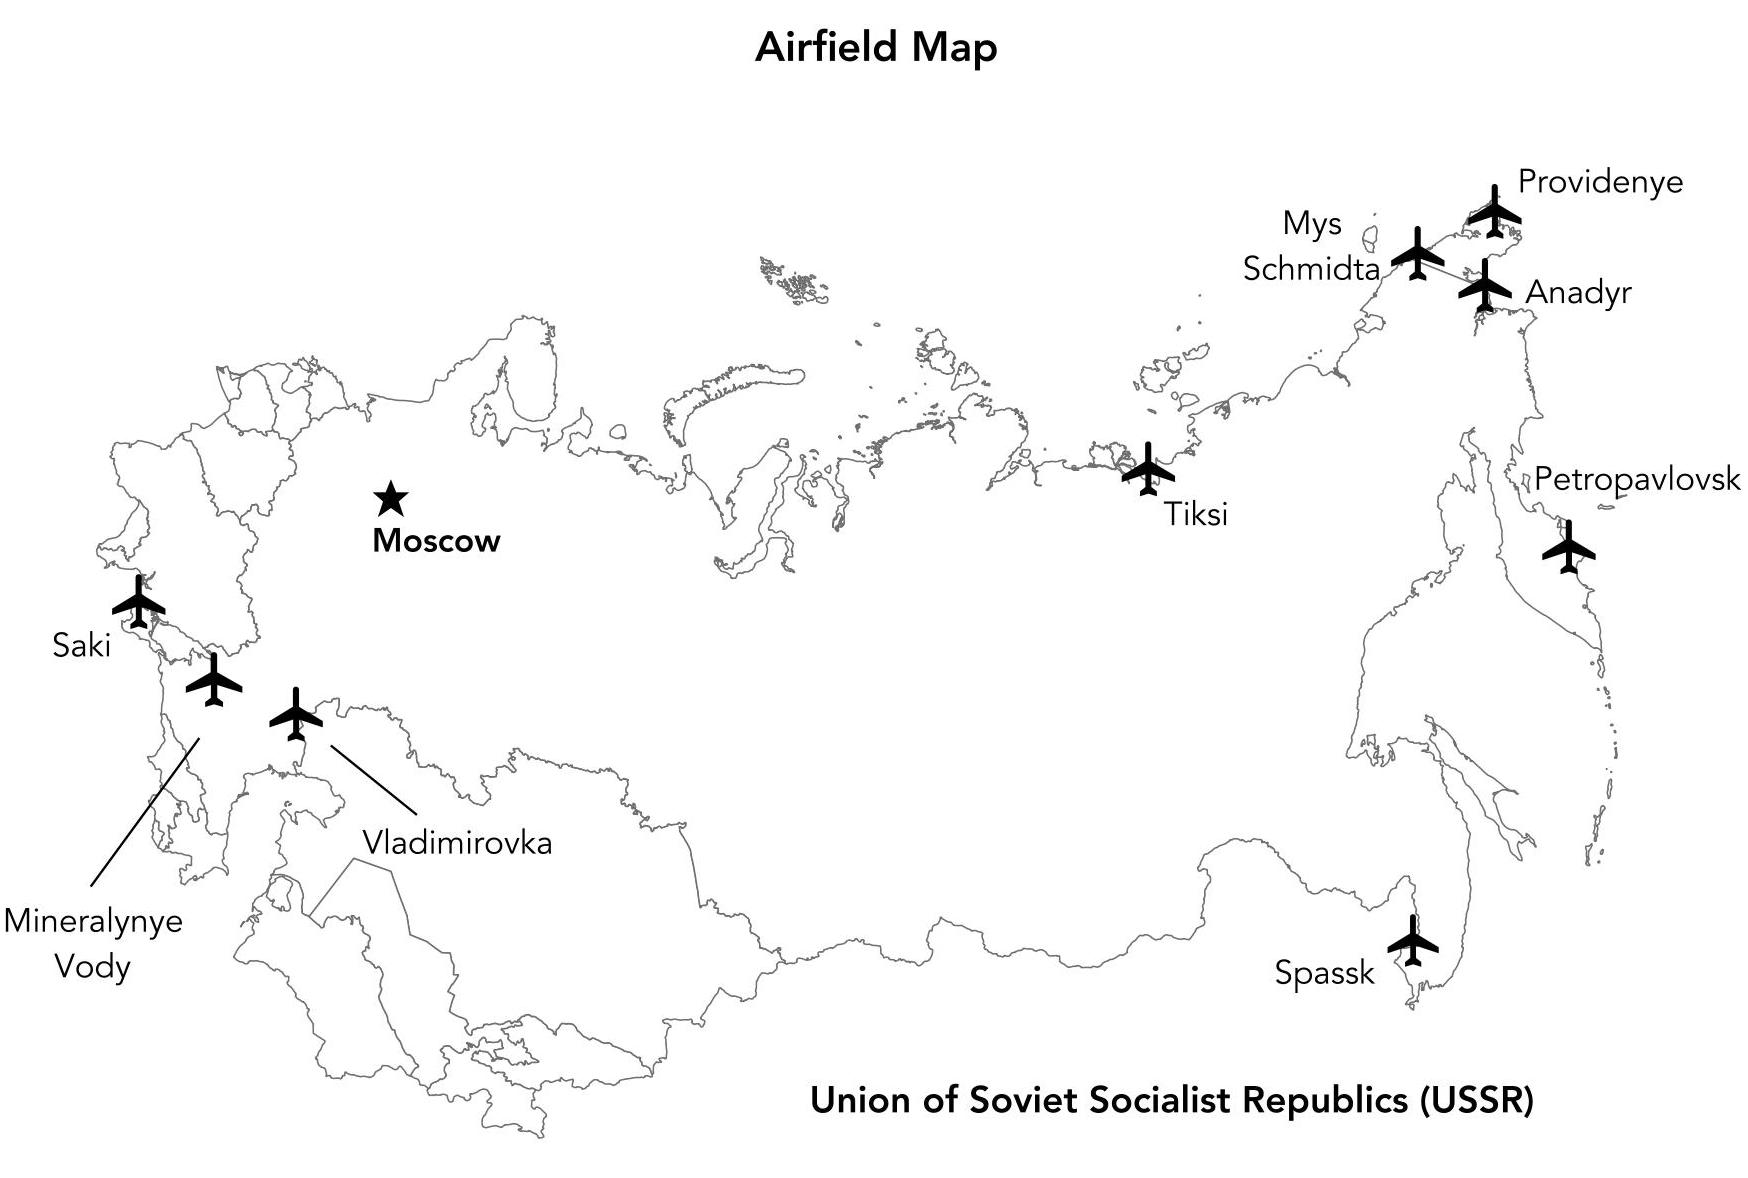 Airfield Map
Providenye
Mys
Schmidta
Anadyr
Petropavlovsk
Tiksi
Moscow
Saki
Vladimirovka
Mineralynye
Vody
Spassk
Union of Soviet Socialist Republics (USSR)